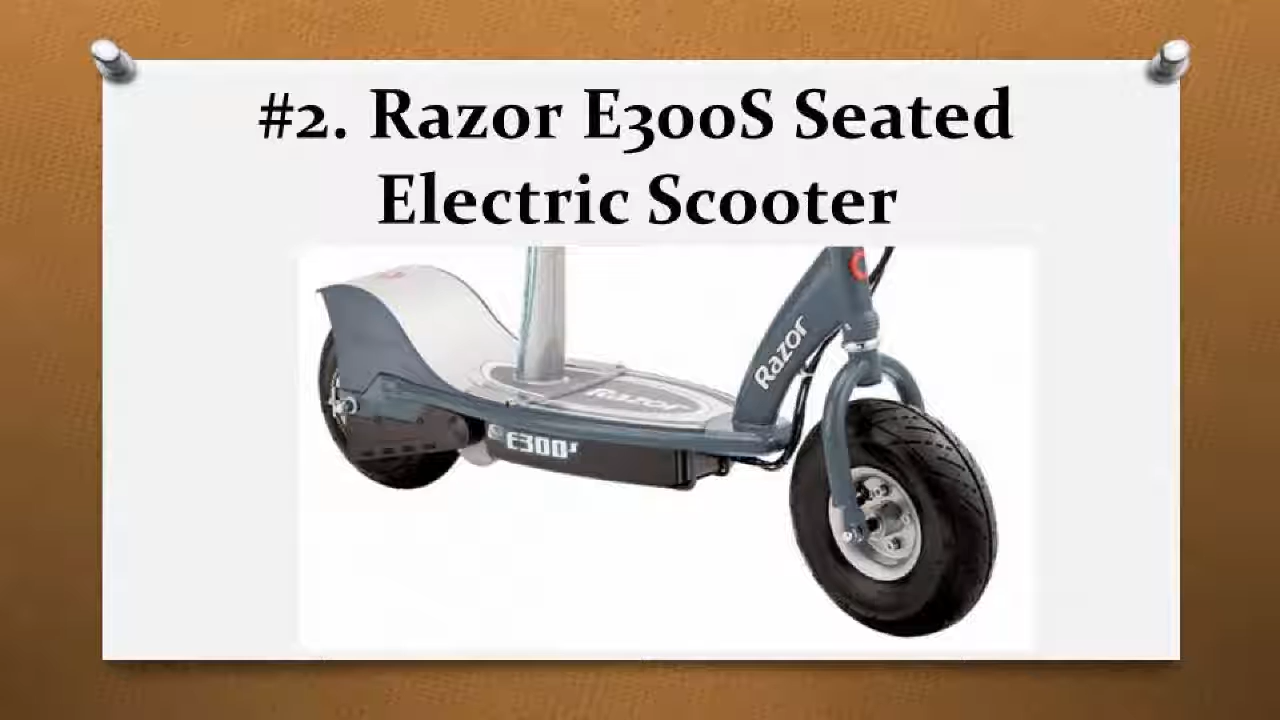 #2. Razor E300S Seated
Electric Scooter
Razor
Razor
E300S